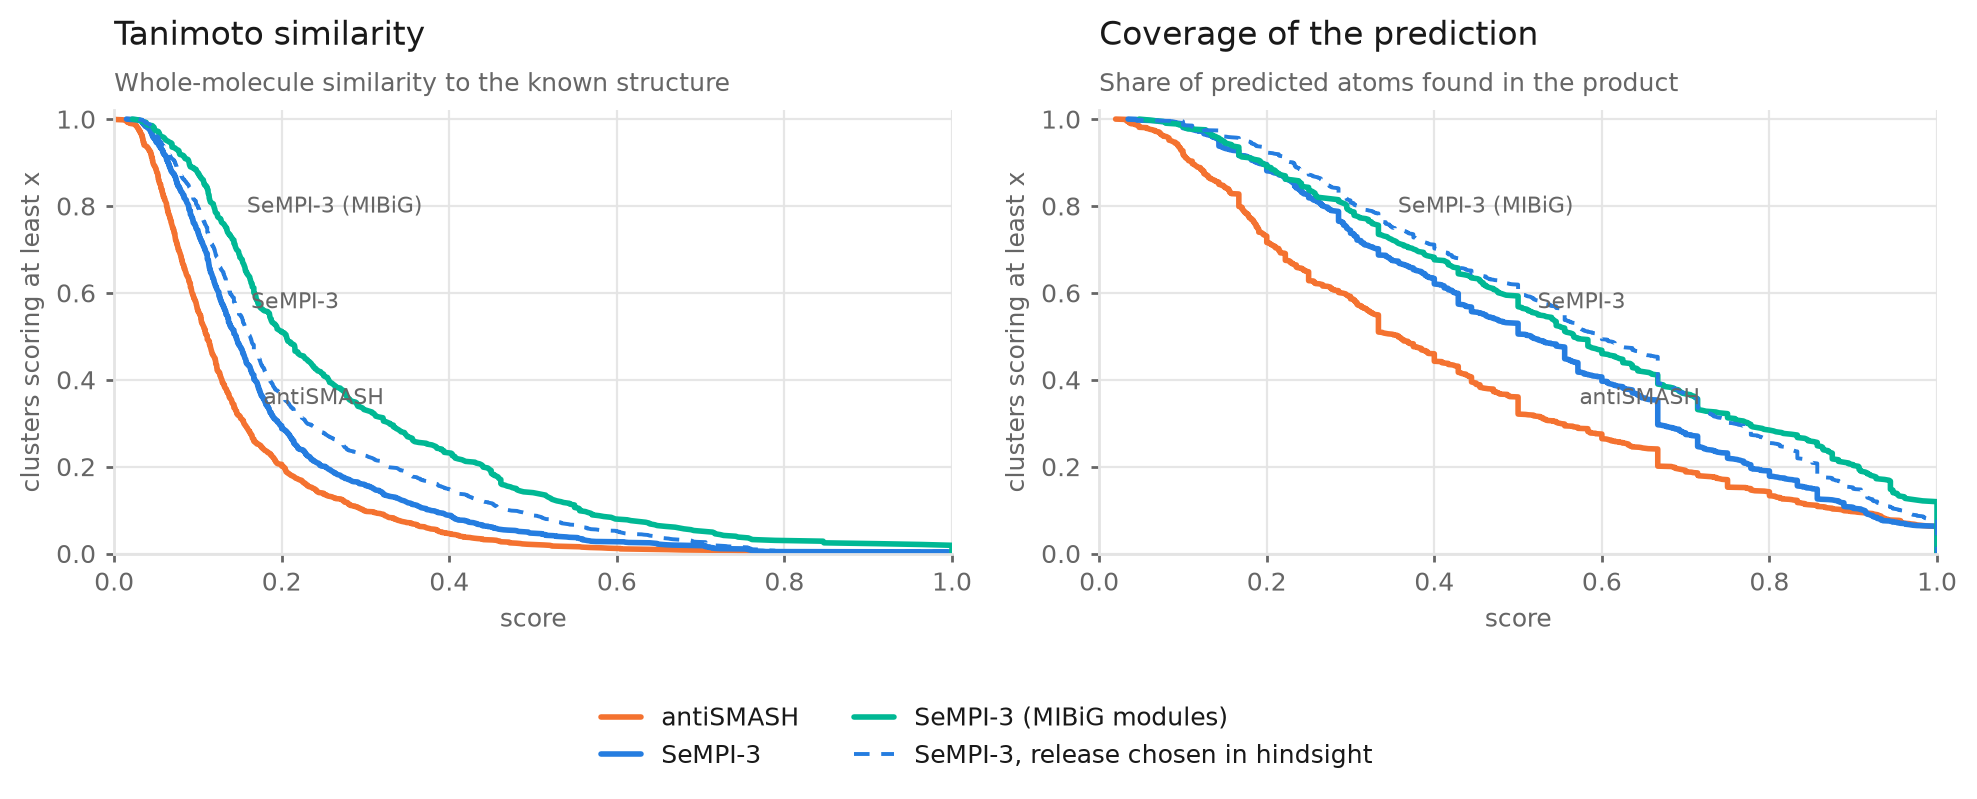 Tanimoto similarity
Whole-molecule similarity to the known structure
clusters scoring at least x
1.0
0.8
0.6
0.4
0.2
0.0
SeMPI-3 (MIBiG)
SeMPI-3
antiSMASH
0.0 0.2 0.4 0.6 0.8 1.0
score
Coverage of the prediction
Share of predicted atoms found in the product
clusters scoring at least x
1.0
0.8
0.6
0.4
0.2
0.0
SeMPI-3 (MIBiG)
SeMPI-3
antiSMASH
0.0 0.2 0.4 0.6 0.8 1.0
score
antiSMASH
SeMPI-3
SeMPI-3 (MIBiG modules)
SeMPI-3, release chosen in hindsight